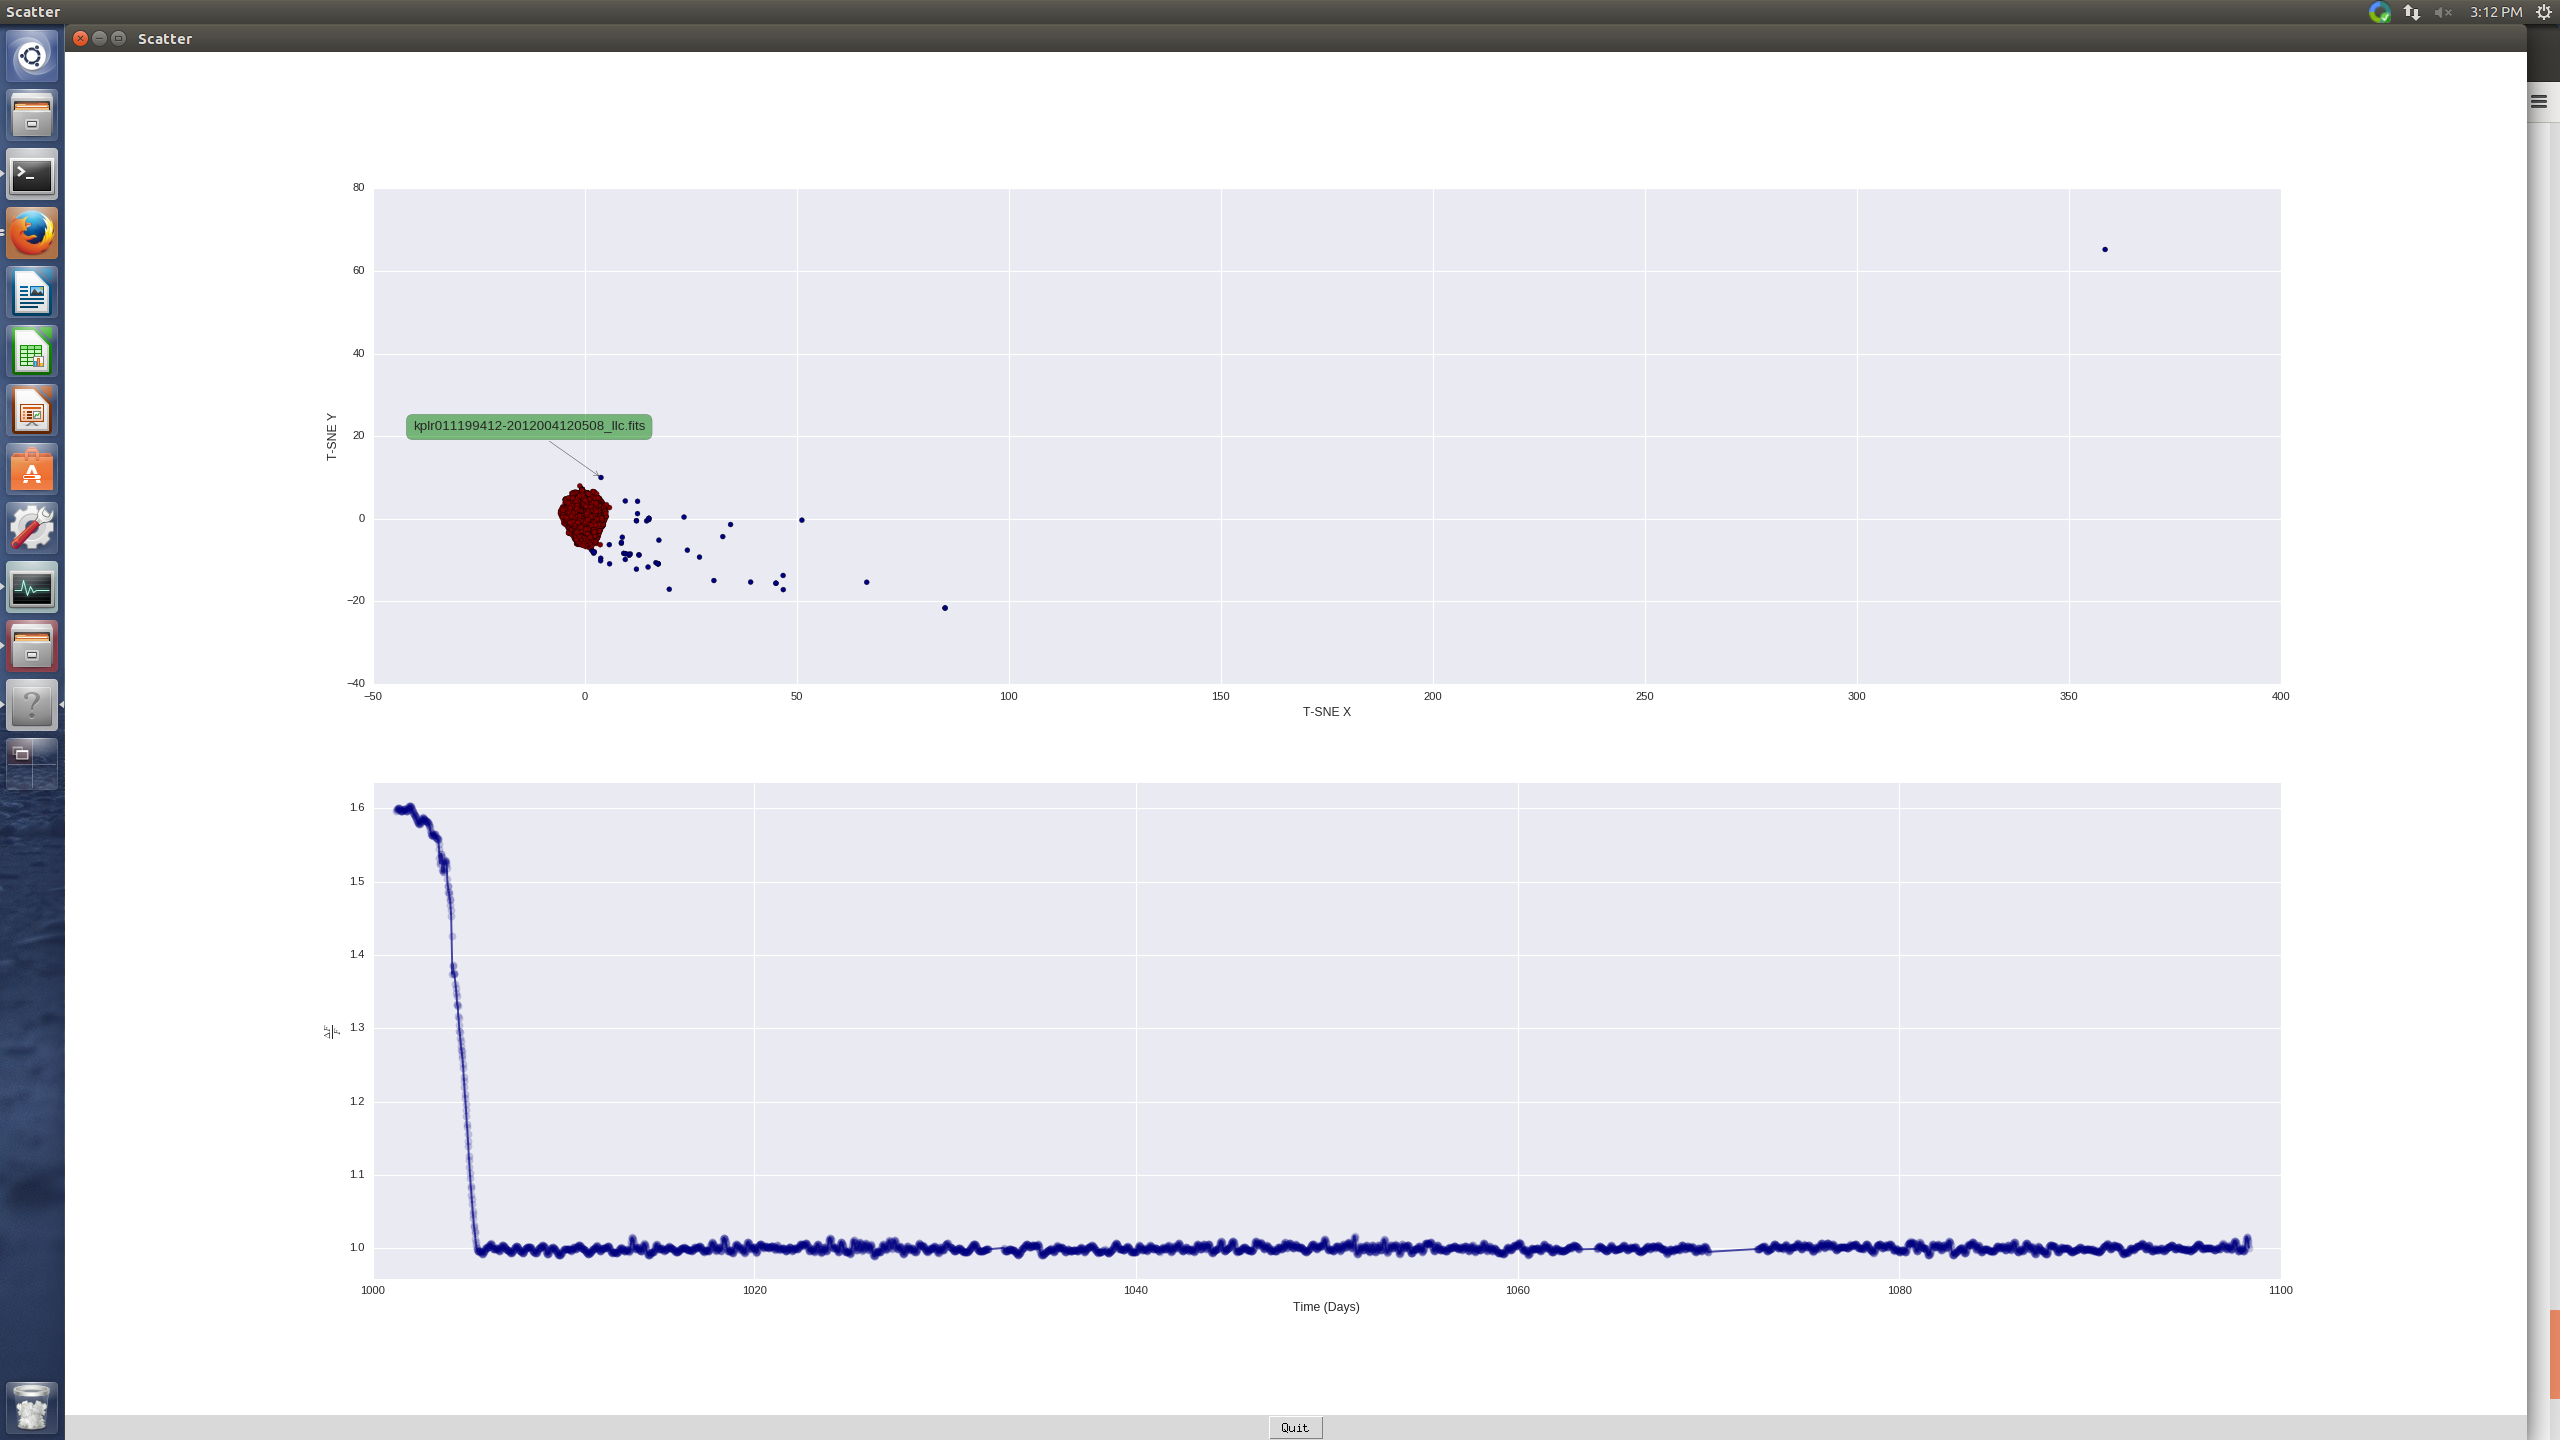 Scatter
3:12 PM
Scatter
80
60
40
20
0
−20
−40
T-SNE Y
kplr011199412-2012004120508_llc.fits
−50 0 50 100 150 200 250 300 350 400
T-SNE X
1.6
1.5
1.4
1.3
1.2
1.1
1.0
ΔF
F
1000 1020 1040 1060 1080 1100
Time (Days)
Quit